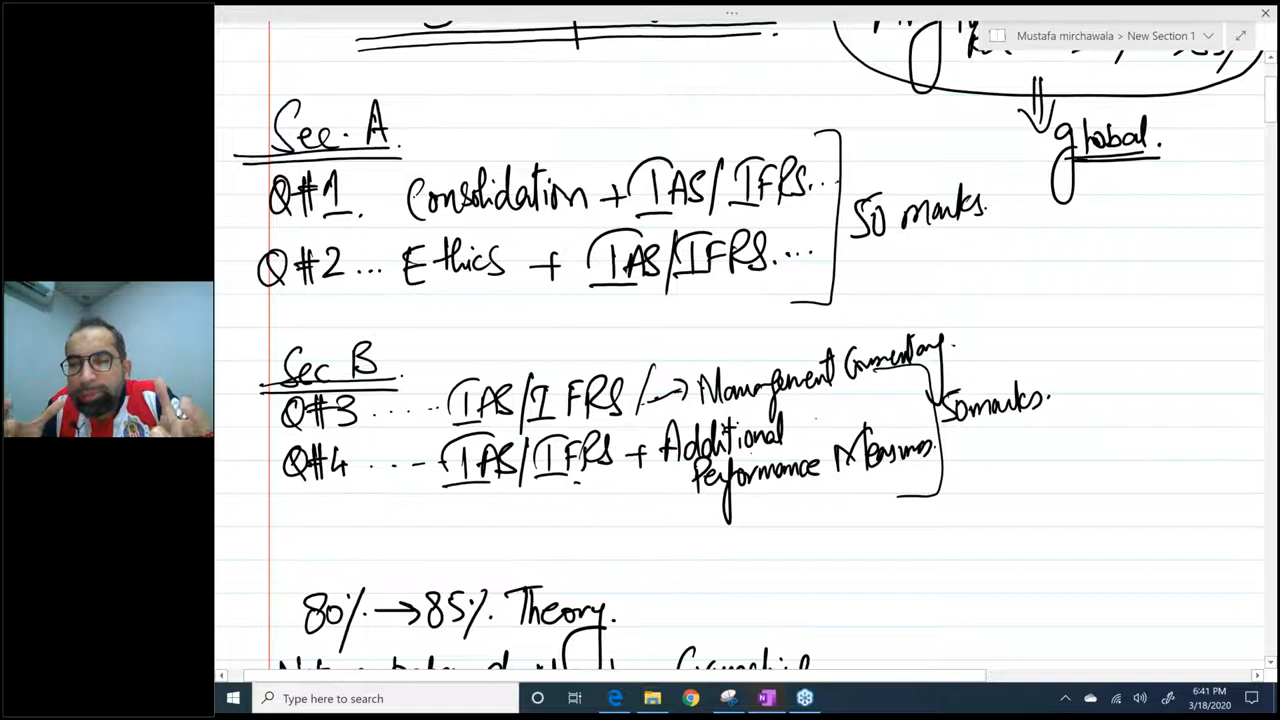 Mustafa mirchawala > New Section 1
global.
Sec. A
Q#1. Consolidation + IAS/IFRS...
Q#2... Ethics + IAS/IFRS....
50 marks.
Sec B
Q#3 ...... IAS/IFRS / → Management Commentary.
Q#4 ...- IAS/IFRS + Additional
Performance Measures.
50 marks.
80% → 85% Theory.
Type here to search
6:41 PM
3/18/2020